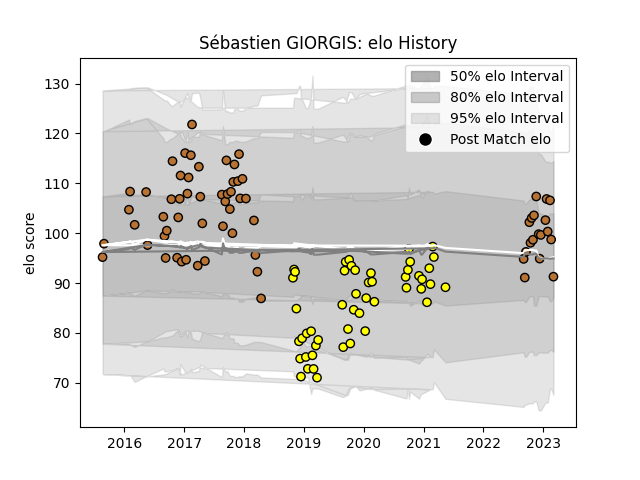 Sébastien GIORGIS: elo History
50% elo Interval
80% elo Interval
95% elo Interval
Post Match elo
elo score
130
120
110
100
90
80
70
2016 2017 2018 2019 2020 2021 2022 2023